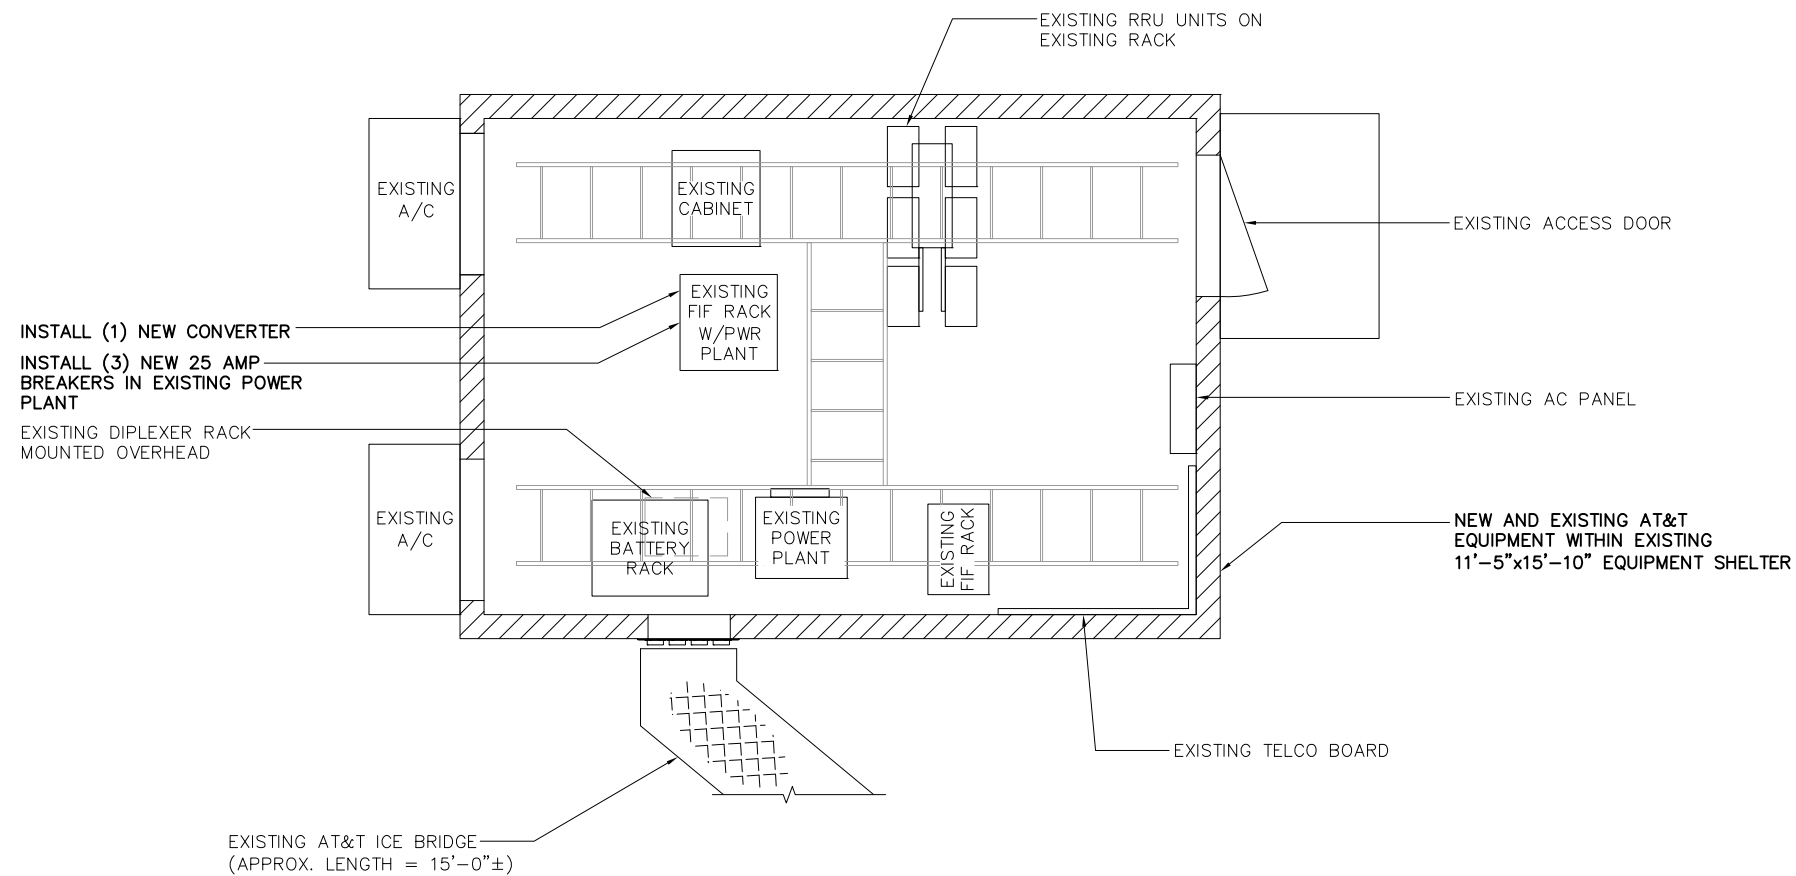 EXISTING RRU UNITS ON
EXISTING RACK
EXISTING
A/C
EXISTING
CABINET
EXISTING ACCESS DOOR
EXISTING
FIF RACK
W/PWR
PLANT
INSTALL (1) NEW CONVERTER
INSTALL (3) NEW 25 AMP
BREAKERS IN EXISTING POWER
PLANT
EXISTING AC PANEL
EXISTING DIPLEXER RACK
MOUNTED OVERHEAD
EXISTING
A/C
EXISTING
BATTERY
RACK
EXISTING
POWER
PLANT
EXISTING
FIF RACK
NEW AND EXISTING AT&T
EQUIPMENT WITHIN EXISTING
11'-5"x15'-10" EQUIPMENT SHELTER
EXISTING TELCO BOARD
EXISTING AT&T ICE BRIDGE
(APPROX. LENGTH = 15'-0"±)